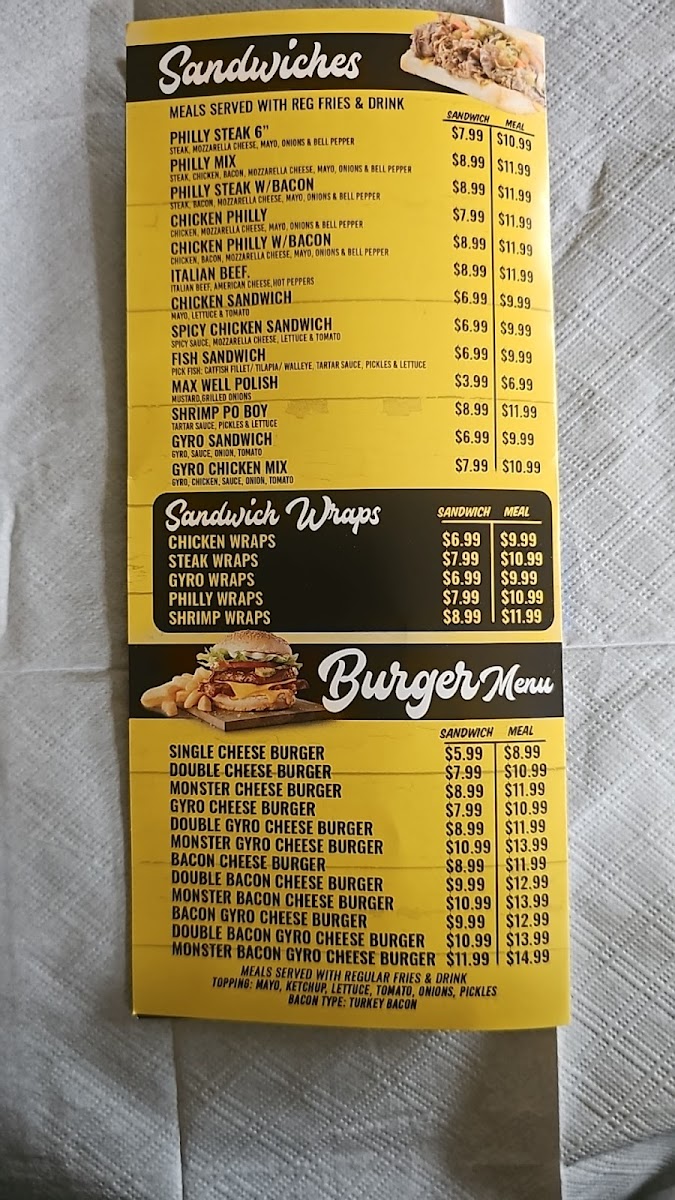 Sandwiches
MEALS SERVED WITH REG FRIES & DRINK
SANDWICH MEAL
PHILLY STEAK 6" $7.99 $10.99
STEAK, MOZZARELLA CHEESE, MAYO, ONIONS & BELL PEPPER
PHILLY MIX $8.99 $11.99
STEAK, CHICKEN, BACON, MOZZARELLA CHEESE, MAYO, ONIONS & BELL PEPPER
PHILLY STEAK W/BACON $8.99 $11.99
STEAK, BACON, MOZZARELLA CHEESE, MAYO, ONIONS & BELL PEPPER
CHICKEN PHILLY $7.99 $11.99
CHICKEN, MOZZARELLA CHEESE, MAYO, ONIONS & BELL PEPPER
CHICKEN PHILLY W/BACON $8.99 $11.99
CHICKEN, BACON, MOZZARELLA CHEESE, MAYO, ONIONS & BELL PEPPER
ITALIAN BEEF. $8.99 $11.99
ITALIAN BEEF, AMERICAN CHEESE, HOT PEPPERS
CHICKEN SANDWICH $6.99 $9.99
MAYO, LETTUCE & TOMATO
SPICY CHICKEN SANDWICH $6.99 $9.99
SPICY SAUCE, MOZZARELLA CHEESE, LETTUCE & TOMATO
FISH SANDWICH $6.99 $9.99
PICK FISH: CATFISH FILLET/ TILAPIA/ WALLEYE, TARTAR SAUCE, PICKLES & LETTUCE
MAX WELL POLISH $3.99 $6.99
MUSTARD,GRILLED ONIONS
SHRIMP PO BOY $8.99 $11.99
TARTAR SAUCE, PICKLES & LETTUCE
GYRO SANDWICH $6.99 $9.99
GYRO, SAUCE, ONION, TOMATO
GYRO CHICKEN MIX $7.99 $10.99
GYRO, CHICKEN, SAUCE, ONION, TOMATO
Sandwich Wraps SANDWICH MEAL
CHICKEN WRAPS $6.99 $9.99
STEAK WRAPS $7.99 $10.99
GYRO WRAPS $6.99 $9.99
PHILLY WRAPS $7.99 $10.99
SHRIMP WRAPS $8.99 $11.99
Burger Menu
SANDWICH MEAL
SINGLE CHEESE BURGER $5.99 $8.99
DOUBLE CHEESE BURGER $7.99 $10.99
MONSTER CHEESE BURGER $8.99 $11.99
GYRO CHEESE BURGER $7.99 $10.99
DOUBLE GYRO CHEESE BURGER $8.99 $11.99
MONSTER GYRO CHEESE BURGER $10.99 $13.99
BACON CHEESE BURGER $8.99 $11.99
DOUBLE BACON CHEESE BURGER $9.99 $12.99
MONSTER BACON CHEESE BURGER $10.99 $13.99
BACON GYRO CHEESE BURGER $9.99 $12.99
DOUBLE BACON GYRO CHEESE BURGER $10.99 $13.99
MONSTER BACON GYRO CHEESE BURGER $11.99 $14.99
MEALS SERVED WITH REGULAR FRIES & DRINK
TOPPING: MAYO, KETCHUP, LETTUCE, TOMATO, ONIONS, PICKLES
BACON TYPE: TURKEY BACON